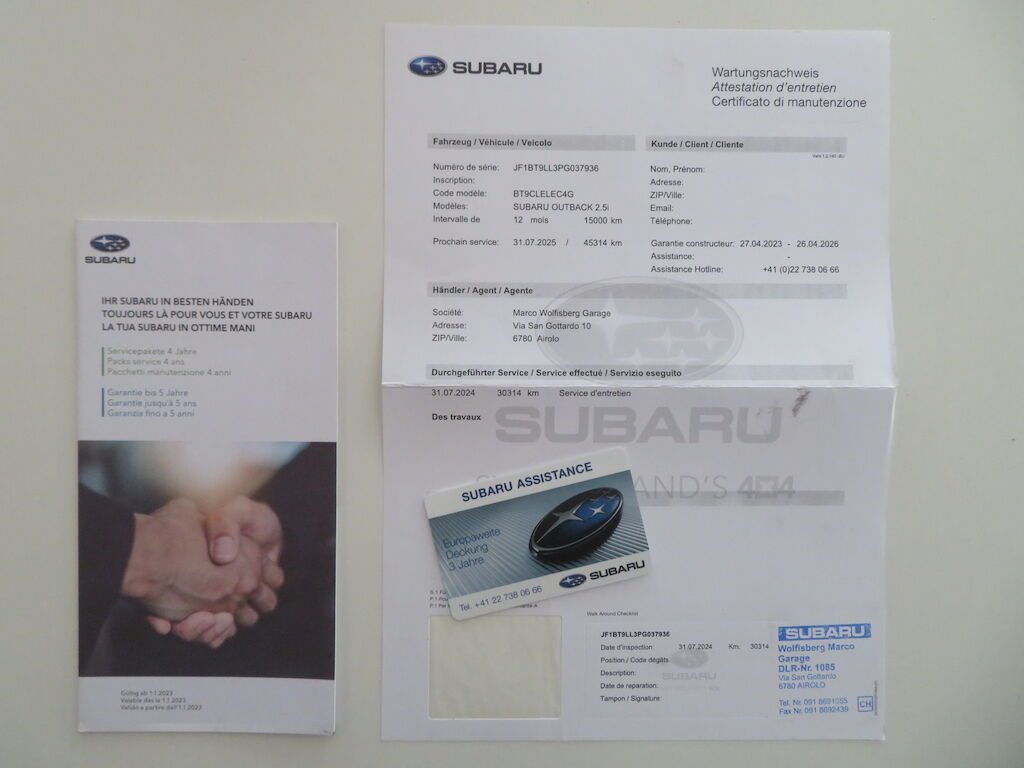 SUBARU
IHR SUBARU IN BESTEN HÄNDEN
TOUJOURS LÀ POUR VOUS ET VOTRE SUBARU
LA TUA SUBARU IN OTTIME MANI
Servicepakete 4 Jahre
Packs service 4 ans
Pacchetti manutenzione 4 anni
Garantie bis 5 Jahre
Garantie jusqu'à 5 ans
Garanzia fino a 5 anni
Gültig ab 1.1.2023
Valable dès le 1.1.2023
Valido a partire dall'1.1.2023
SUBARU
Wartungsnachweis
Attestation d'entretien
Certificato di manutenzione
Fahrzeug / Véhicule / Veicolo
Numéro de série: JF1BT9LL3PG037936
Inscription:
Code modèle: BT9CLELEC4G
Modèles: SUBARU OUTBACK 2.5i
Intervalle de 12 mois 15000 km
Prochain service: 31.07.2025 / 45314 km
Kunde / Client / Cliente
Nom, Prénom:
Adresse:
ZIP/Ville:
Email:
Téléphone:
Garantie constructeur: 27.04.2023 - 26.04.2026
Assistance: -
Assistance Hotline: +41 (0)22 738 06 66
Händler / Agent / Agente
Société: Marco Wolfisberg Garage
Adresse: Via San Gottardo 10
ZIP/Ville: 6780 Airolo
Durchgeführter Service / Service effectué / Servizio eseguito
31.07.2024 30314 km Service d'entretien
Des travaux
SUBARU
AND'S 4X4
SUBARU ASSISTANCE
Europaweite
Deckung
3 Jahre
Tel. +41 22 738 06 66
SUBARU
Walk Around Checklist
JF1BT9LL3PG037936
Date d'inspection: 31.07.2024 Km: 30314
Position / Code dégâts
Description:
Date de reparation:
Tampon / Signature:
SUBARU
SUBARU
Wolfisberg Marco
Garage
DLR-Nr. 1085
Via San Gottardo
6780 AIROLO
Tel. Nr. 091 8691055
Fax Nr. 091 8692439
CH